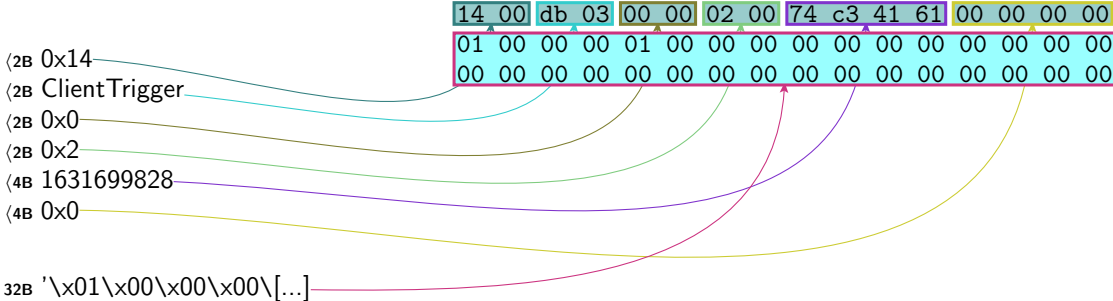 14 00 db 03 00 00 02 00 74 c3 41 61 00 00 00 00
01 00 00 00 01 00 00 00 00 00 00 00 00 00 00 00
00 00 00 00 00 00 00 00 00 00 00 00 00 00 00 00
⟨2B 0x14
⟨2B ClientTrigger
⟨2B 0x0
⟨2B 0x2
⟨4B 1631699828
⟨4B 0x0
32B '\x01\x00\x00\x00\[...]